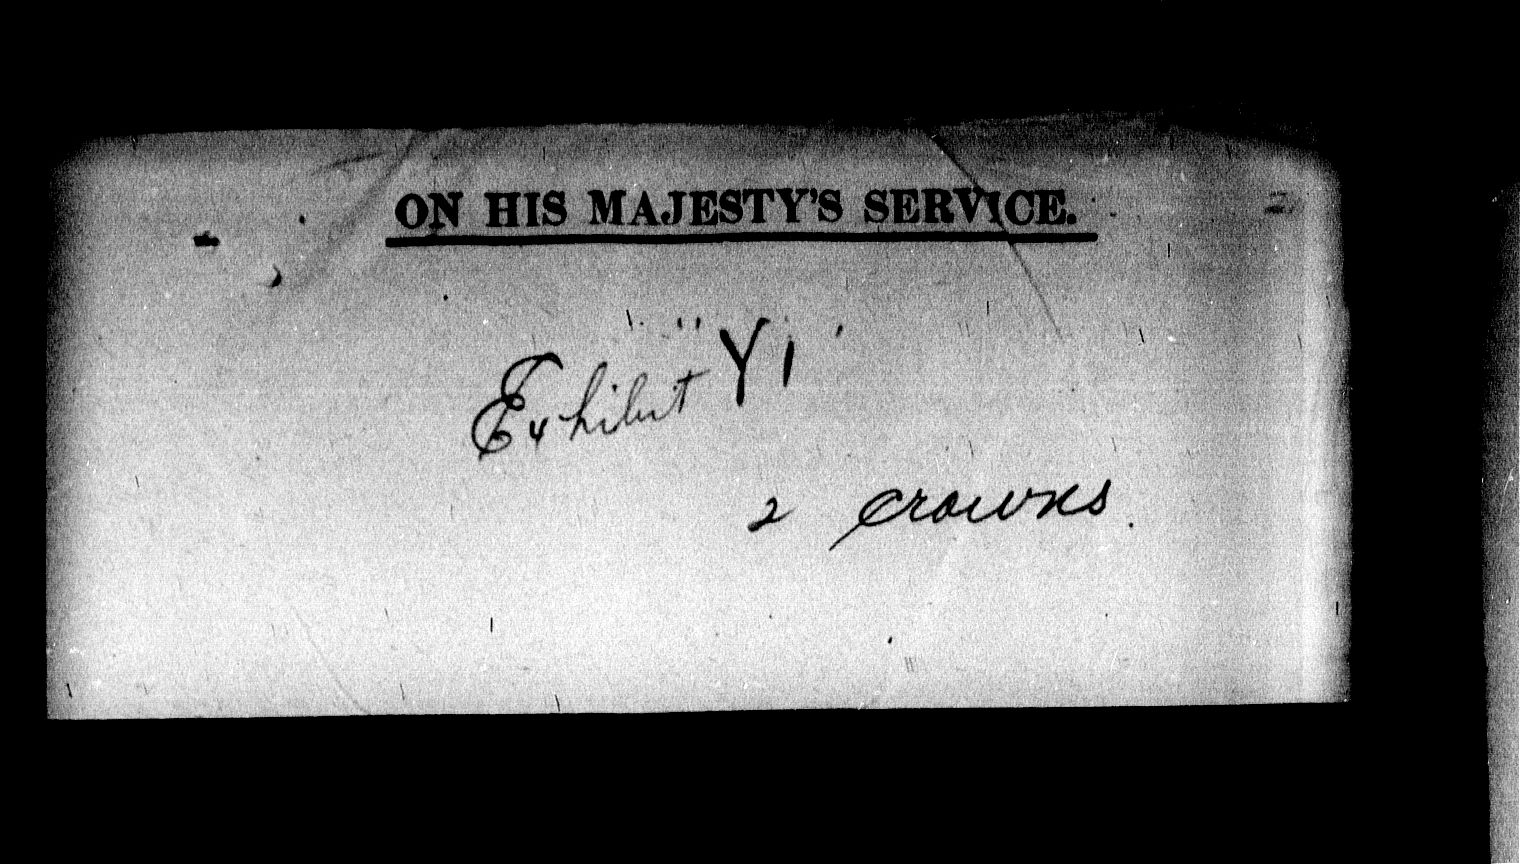 ON HIS MAJESTY'S SERVICE.
Exhibit "Y1"
2 crowns.